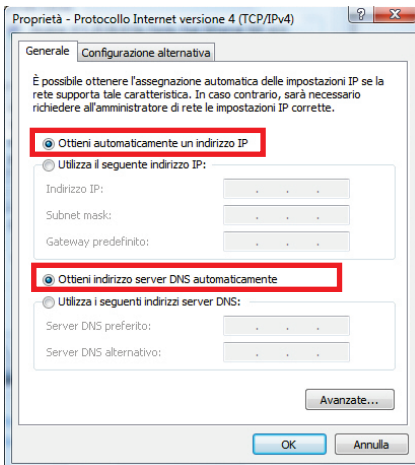 Proprietà - Protocollo Internet versione 4 (TCP/IPv4)
Generale
Configurazione alternativa
È possibile ottenere l'assegnazione automatica delle impostazioni IP se la
rete supporta tale caratteristica. In caso contrario, sarà necessario
richiedere all'amministratore di rete le impostazioni IP corrette.
Ottieni automaticamente un indirizzo IP
Utilizza il seguente indirizzo IP:
Indirizzo IP:
Subnet mask:
Gateway predefinito:
Ottieni indirizzo server DNS automaticamente
Utilizza i seguenti indirizzi server DNS:
Server DNS preferito:
Server DNS alternativo:
Avanzate...
OK
Annulla